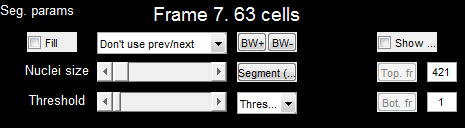 Seg. params
Frame 7. 63 cells
Fill Don't use prev/next BW+ BW- Show ...
Nuclei size Segment (... Top. fr 421
Threshold Thres... Bot. fr 1